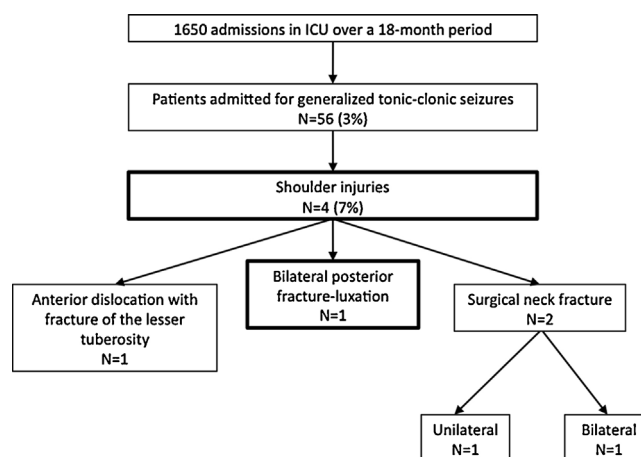 1650 admissions in ICU over a 18-month period
Patients admitted for generalized tonic-clonic seizures
N=56 (3%)
Shoulder injuries
N=4 (7%)
Anterior dislocation with
fracture of the lesser
tuberosity
N=1
Bilateral posterior
fracture-luxation
N=1
Surgical neck fracture
N=2
Unilateral
N=1
Bilateral
N=1